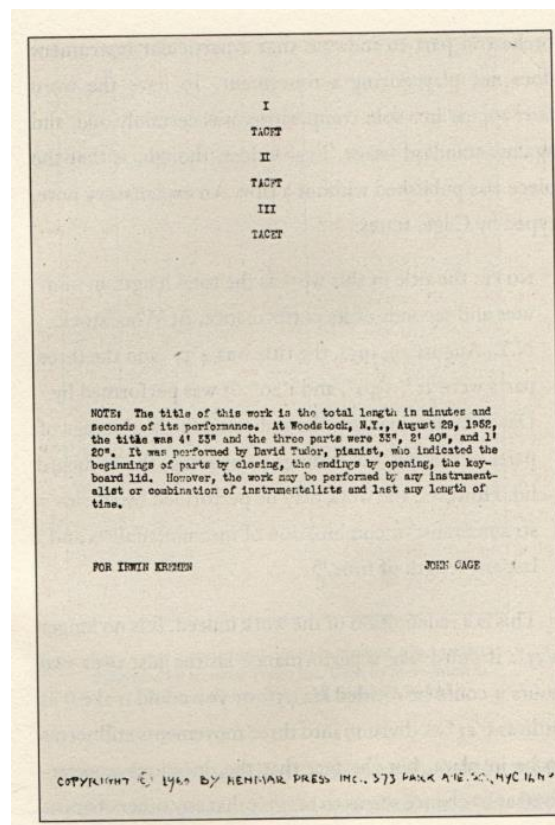 I
TACET
II
TACET
III
TACET
NOTE: The title of this work is the total length in minutes and
seconds of its performance. At Woodstock, N.Y., August 29, 1952,
the title was 4' 33" and the three parts were 33", 2' 40", and 1'
20". It was performed by David Tudor, pianist, who indicated the
beginnings of parts by closing, the endings by opening, the key-
board lid. However, the work may be performed by any instrument-
alist or combination of instrumentalists and last any length of
time.
FOR IRWIN KREMEN JOHN CAGE
COPYRIGHT © 1960 BY HENMAR PRESS INC., 373 PARK AVE. SO., NYC 16, N.Y.